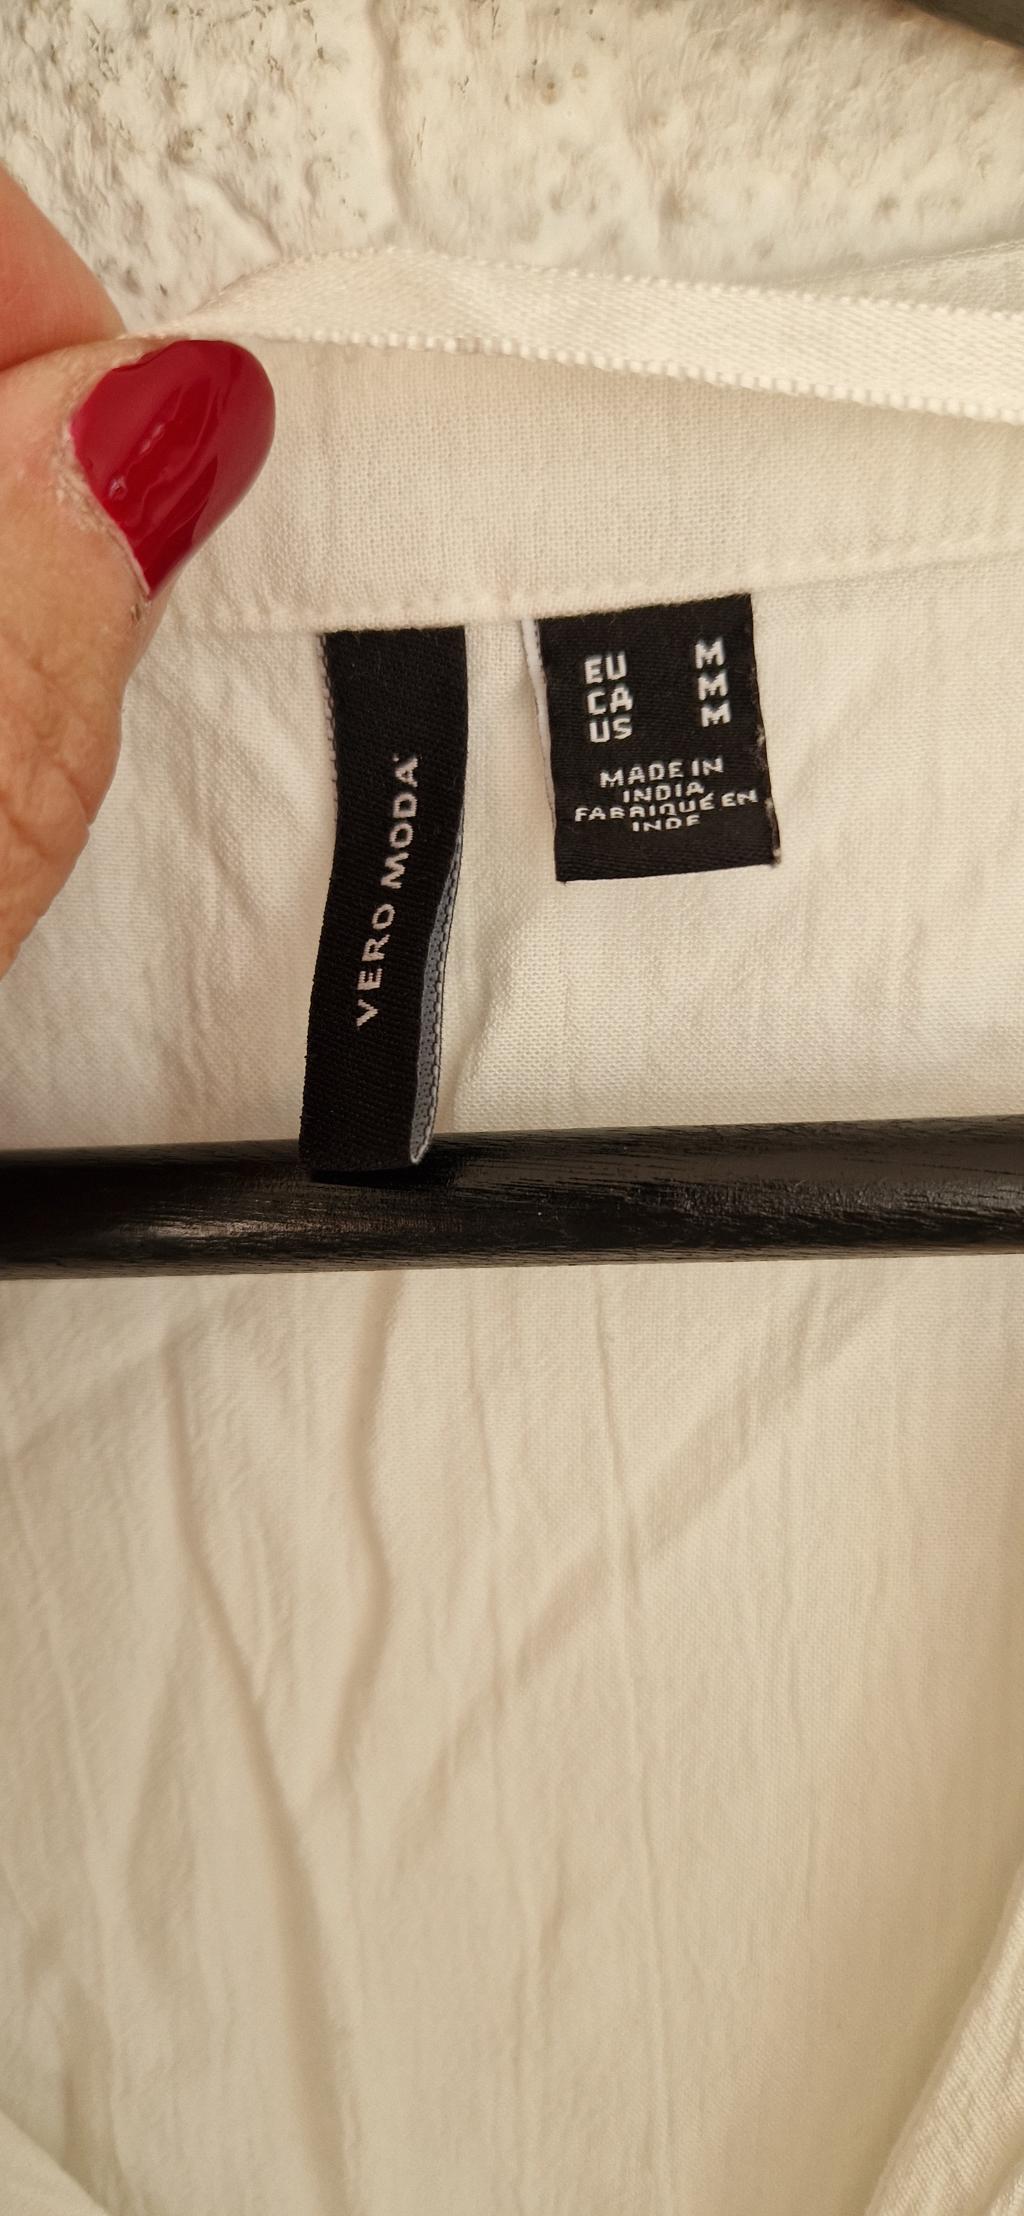 VERO MODA
EU M
CA M
US M
MADE IN
INDIA
FABRIQUÉ EN
INDE